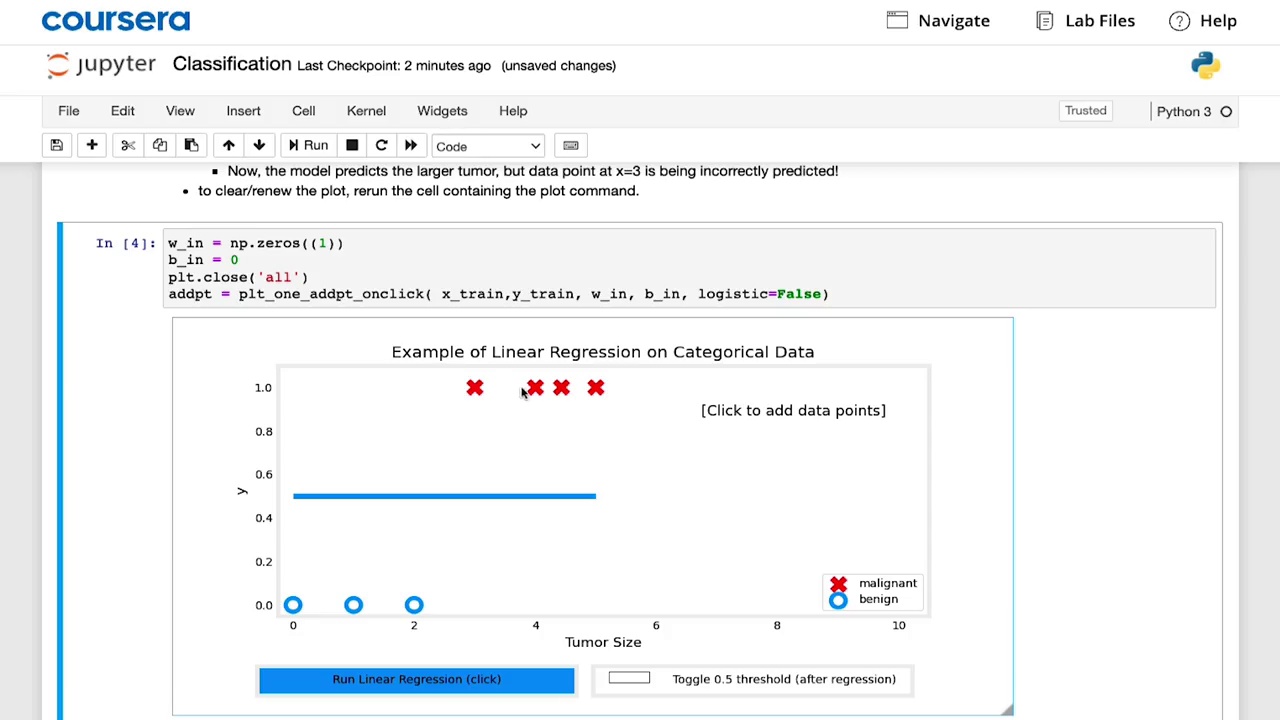 coursera
Navigate
Lab Files
Help
jupyter
Classification Last Checkpoint: 2 minutes ago (unsaved changes)
File
Edit
View
Insert
Cell
Kernel
Widgets
Help
Trusted
Python 3
Run
Code
Now, the model predicts the larger tumor, but data point at x=3 is being incorrectly predicted!
to clear/renew the plot, rerun the cell containing the plot command.
In [4]:
w_in = np.zeros((1))
b_in = 0
plt.close('all')
addpt = plt_one_addpt_onclick( x_train,y_train, w_in, b_in, logistic=False)
Example of Linear Regression on Categorical Data
1.0
[Click to add data points]
0.8
0.6
y
0.4
0.2
malignant
benign
0.0
0 2 4 6 8 10
Tumor Size
Run Linear Regression (click)
Toggle 0.5 threshold (after regression)